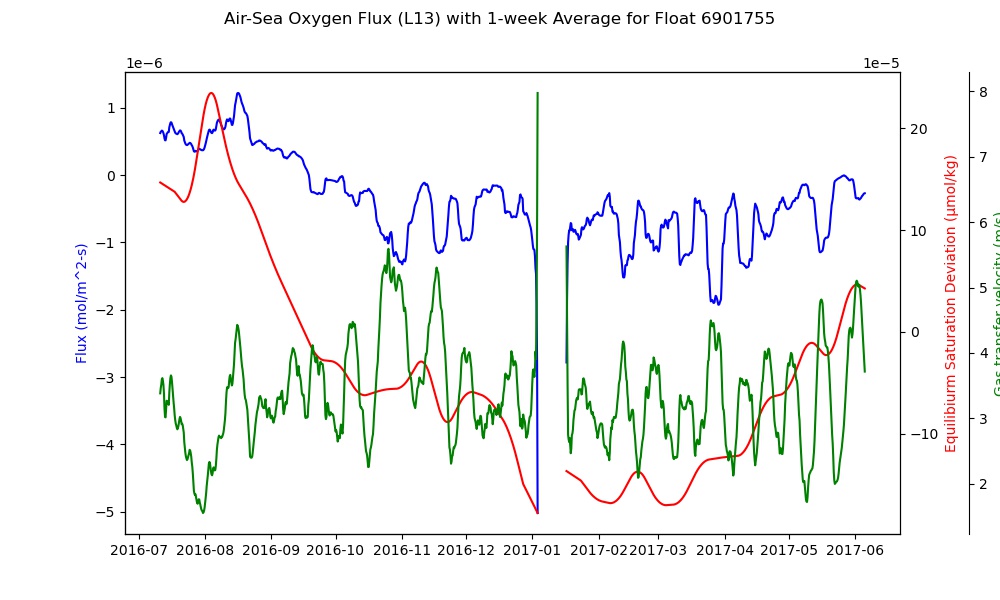 Air-Sea Oxygen Flux (L13) with 1-week Average for Float 6901755
1e−6
1e−5
1
0
−1
−2
−3
−4
−5
Flux (mol/m^2-s)
20
10
0
−10
Equilibiurm Saturation Deviation (μmol/kg)
8
7
6
5
4
3
2
Gas transfer velocity (m/s)
2016-07 2016-08 2016-09 2016-10 2016-11 2016-12 2017-01 2017-02 2017-03 2017-04 2017-05 2017-06